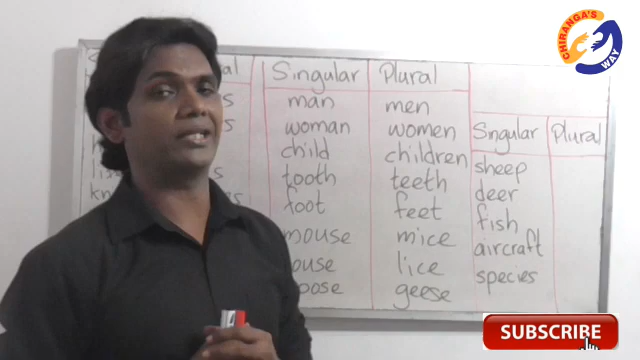 CHIRANGA'S
WAY
Singular Plural
man men
woman women
child children
tooth teeth
foot feet
mouse mice
lice
geese
Singular Plural
sheep
deer
fish
aircraft
species
SUBSCRIBE